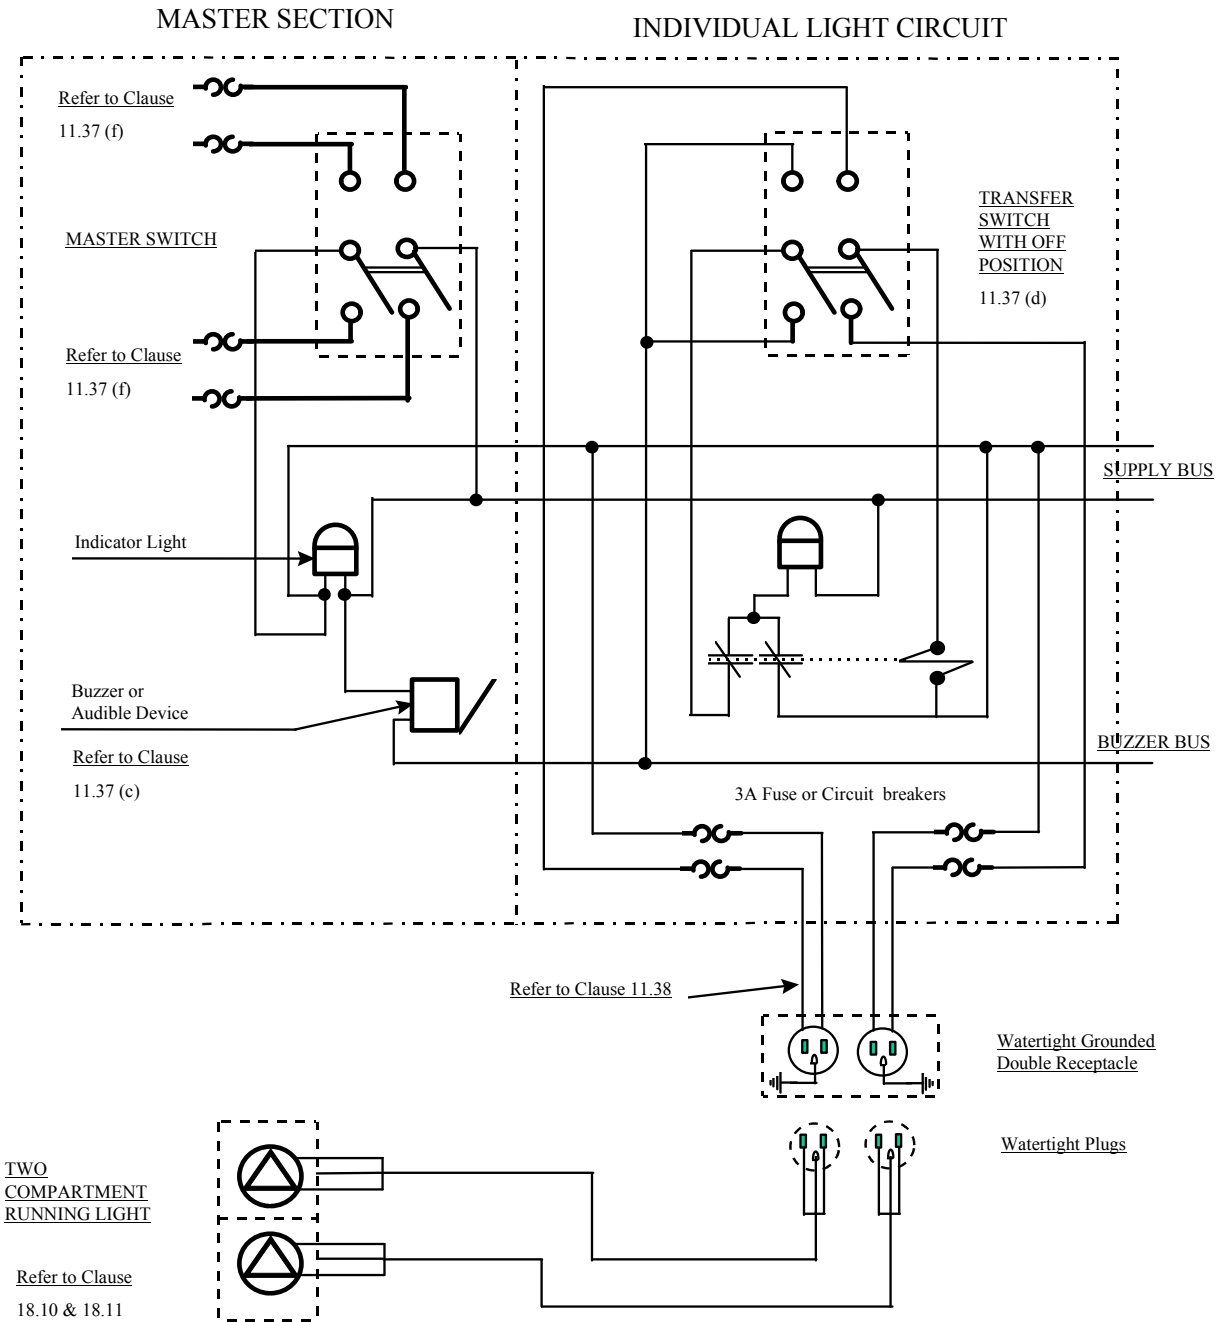 MASTER SECTION
INDIVIDUAL LIGHT CIRCUIT
Refer to Clause
11.37 (f)
MASTER SWITCH
TRANSFER
SWITCH
WITH OFF
POSITION
11.37 (d)
Refer to Clause
11.37 (f)
SUPPLY BUS
Indicator Light
Buzzer or
Audible Device
Refer to Clause
11.37 (c)
BUZZER BUS
3A Fuse or Circuit breakers
Refer to Clause 11.38
Watertight Grounded
Double Receptacle
Watertight Plugs
TWO
COMPARTMENT
RUNNING LIGHT
Refer to Clause
18.10 & 18.11